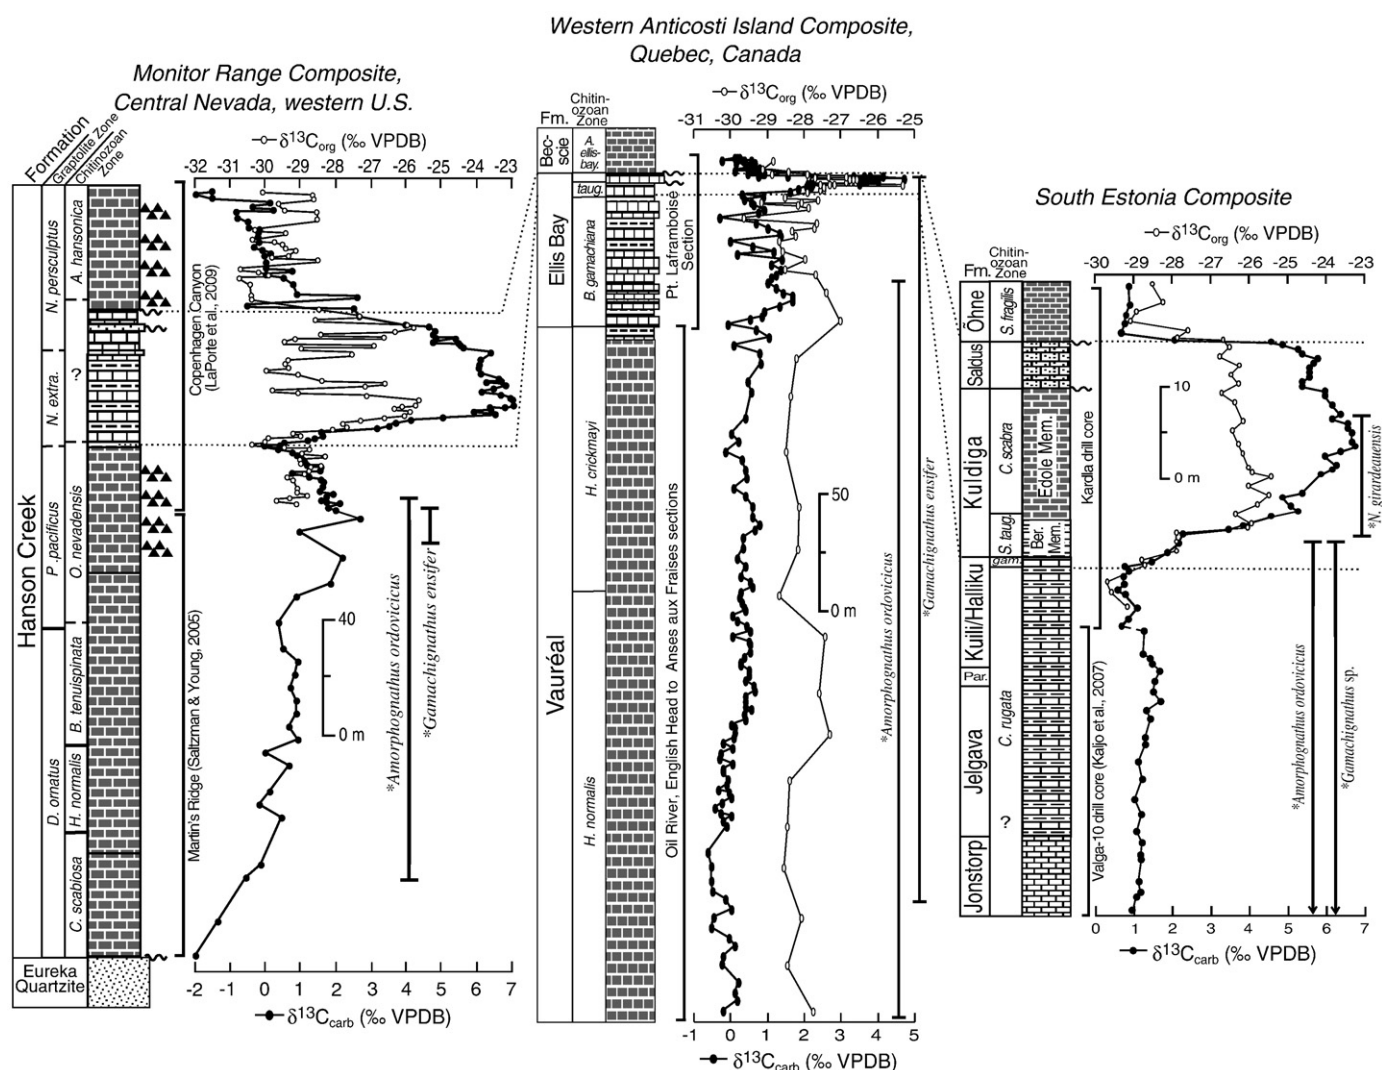 Western Anticosti Island Composite,
Quebec, Canada
Monitor Range Composite,
Central Nevada, western U.S.
South Estonia Composite
Formation
Graptolite Zone
Chitinozoan
Zone
δ13Corg (‰ VPDB)
-32 -30 -29 -27 -26 -25 -23
Hanson Creek
Eureka
Quartzite
N. persculptus
N. extra.
P. pacificus
D. ornatus
A. hansonica
?
O. nevadensis
B. tenuispinata
H. normalis
C. scabiosa
Copenhagen Canyon
(LaPorte et al., 2009)
Martin's Ridge (Saltzman & Young, 2005)
40
0 m
*Amorphognathus ordovicicus
*Gamachignathus ensifer
-2 -1 0 1 2 3 4 5 6 7
δ13Ccarb (‰ VPDB)
Fm.
Chitin-
ozoan
Zone
δ13Corg (‰ VPDB)
-31 -30 -29 -28 -27 -26 -25
Bec-
scie
Ellis Bay
Vauréal
A.
ellis-
bay.
taug.
B. gamachiana
H. crickmayi
H. normalis
Pt. Laframboise
Section
Oil River, English Head to Anses aux Fraises sections
50
0 m
*Amorphognathus ordovicicus
*Gamachignathus ensifer
-1 0 1 2 3 4 5
δ13Ccarb (‰ VPDB)
Fm.
Chitin-
ozoan
Zone
δ13Corg (‰ VPDB)
-30 -29 -28 -27 -26 -25 -24 -23
Õhne
Saldus
Kuldiga
Kuili/Halliku
Par.
Jelgava
Jonstorp
S. fragilis
C. scabra
S. taug.
gam.
C. rugata
?
Edole Mem.
Ber.
Mem.
Kardla drill core
Valga-10 drill core (Kaljo et al., 2007)
10
0 m
*N. girardeauensis
*Amorphognathus ordovicicus
*Gamachignathus sp.
0 1 2 3 4 5 6 7
δ13Ccarb (‰ VPDB)